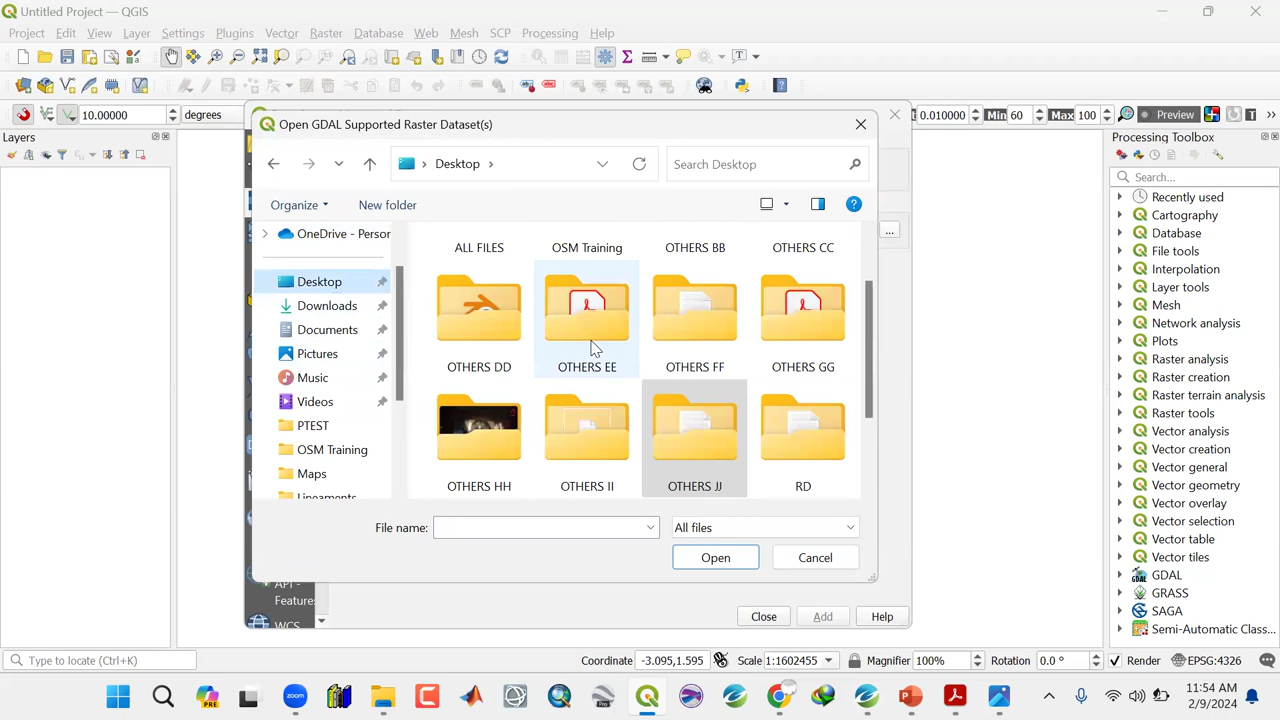 Untitled Project — QGIS
Project Edit View Layer Settings Plugins Vector Raster Database Web Mesh SCP Processing Help
10.00000 degrees 0.010000 Min 60 Max 100 Preview
Layers
Open GDAL Supported Raster Dataset(s)
Desktop
Search Desktop
Organize New folder
OneDrive - Person
Desktop
Downloads
Documents
Pictures
Music
Videos
PTEST
OSM Training
Maps
Lineaments
ALL FILES OSM Training OTHERS BB OTHERS CC
OTHERS DD OTHERS EE OTHERS FF OTHERS GG
OTHERS HH OTHERS II OTHERS JJ RD
File name: All files
Open Cancel
API -
Features
WCS
...
Close Add Help
Processing Toolbox
Search...
Recently used
Cartography
Database
File tools
Interpolation
Layer tools
Mesh
Network analysis
Plots
Raster analysis
Raster creation
Raster terrain analysis
Raster tools
Vector analysis
Vector creation
Vector general
Vector geometry
Vector overlay
Vector selection
Vector table
Vector tiles
GDAL
GRASS
SAGA
Semi-Automatic Class...
Type to locate (Ctrl+K) Coordinate -3.095,1.595 Scale 1:1602455 Magnifier 100% Rotation 0.0 ° Render EPSG:4326
PRE zoom Pro
11:54 AM
2/9/2024